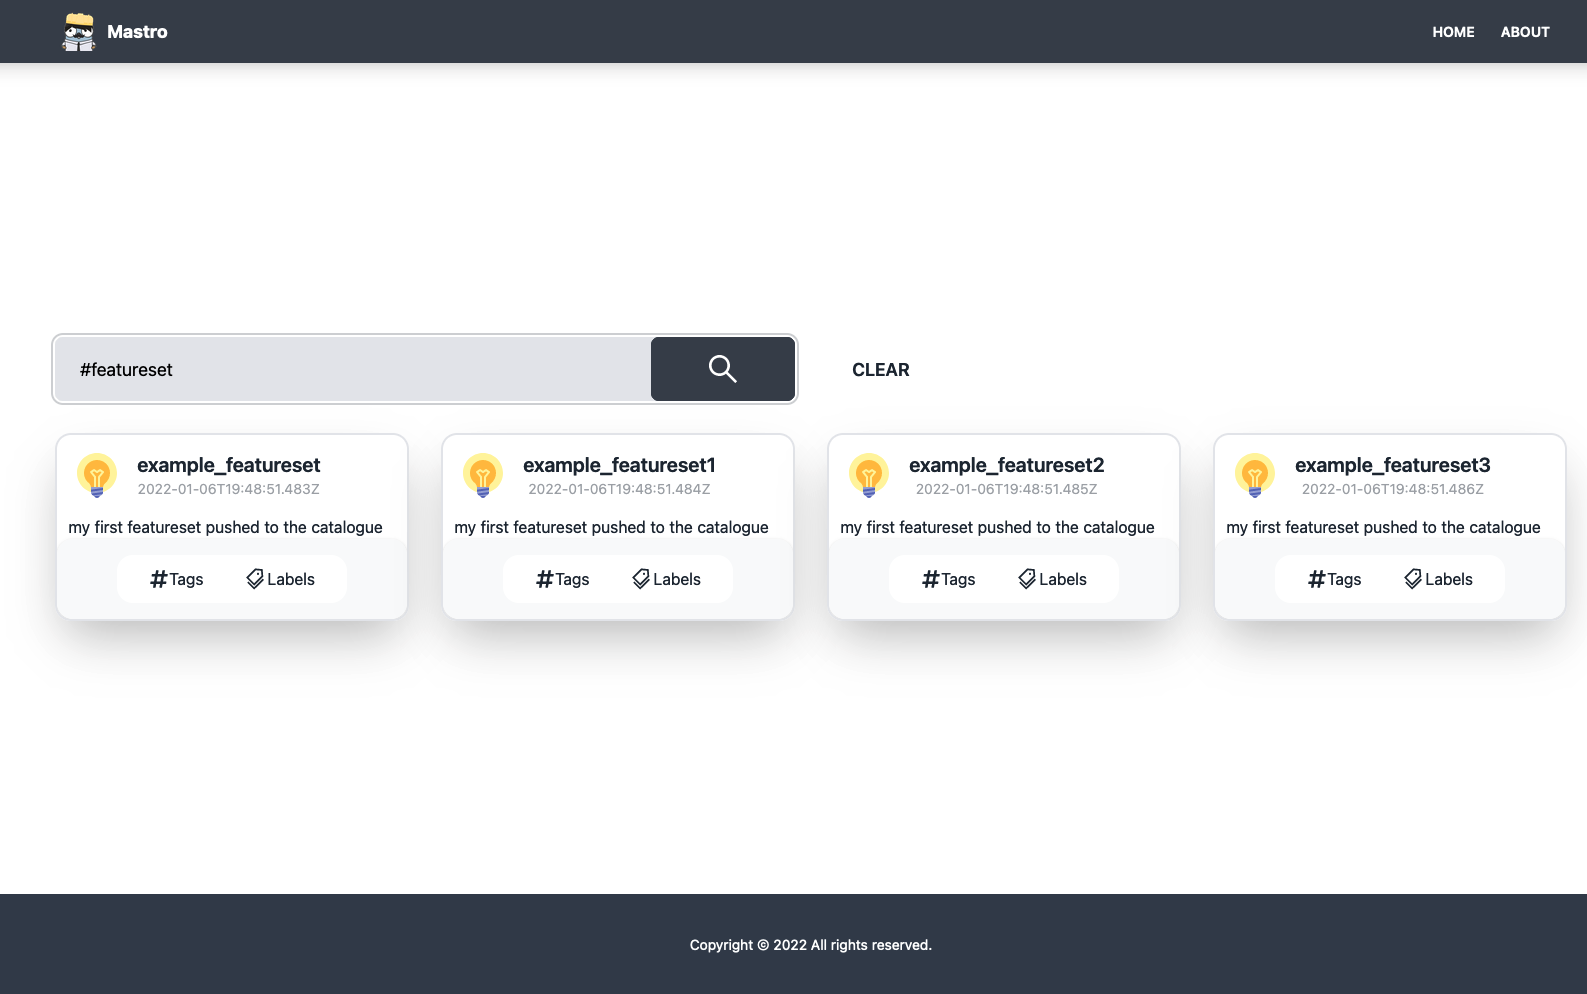 Mastro
HOME ABOUT
#featureset
CLEAR
example_featureset
2022-01-06T19:48:51.483Z
my first featureset pushed to the catalogue
Tags Labels
example_featureset1
2022-01-06T19:48:51.484Z
my first featureset pushed to the catalogue
Tags Labels
example_featureset2
2022-01-06T19:48:51.485Z
my first featureset pushed to the catalogue
Tags Labels
example_featureset3
2022-01-06T19:48:51.486Z
my first featureset pushed to the catalogue
Tags Labels
Copyright © 2022 All rights reserved.